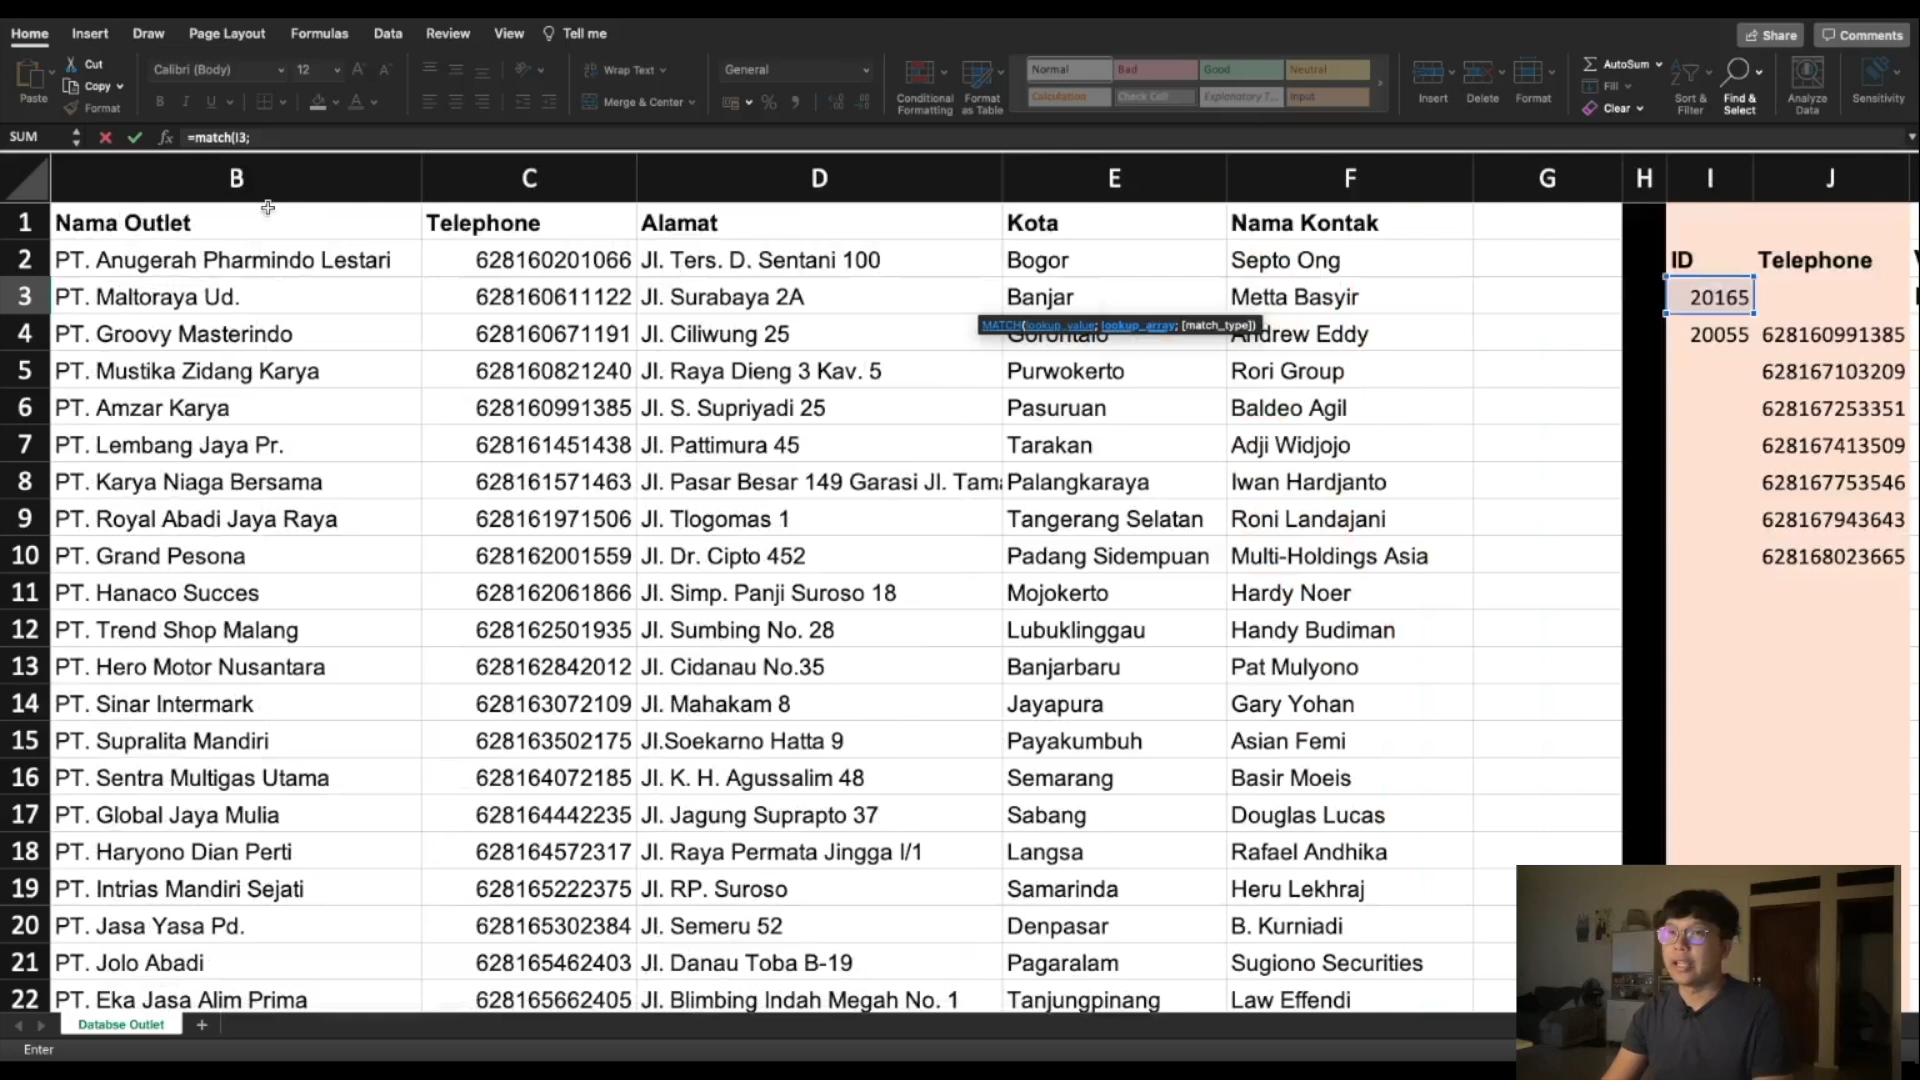 Home Insert Draw Page Layout Formulas Data Review View Tell me Share Comments
Paste Cut Copy Format
Calibri (Body) 12
B I U A
Wrap Text
Merge & Center
General
Conditional Formatting
Format as Table
Normal Bad Good Neutral
Calculation Check Cell Explanatory T... Input
Insert Delete Format
AutoSum
Fill
Clear
Sort & Filter
Find & Select
Analyze Data
Sensitivity
SUM fx =match(I3;
B C D E F G H I J
1 Nama Outlet Telephone Alamat Kota Nama Kontak
2 PT. Anugerah Pharmindo Lestari 628160201066 Jl. Ters. D. Sentani 100 Bogor Septo Ong ID Telephone
3 PT. Maltoraya Ud. 628160611122 Jl. Surabaya 2A Banjar Metta Basyir 20165
MATCH(lookup_value; lookup_array; [match_type])
4 PT. Groovy Masterindo 628160671191 Jl. Ciliwung 25 Gorontalo Andrew Eddy 20055 628160991385
5 PT. Mustika Zidang Karya 628160821240 Jl. Raya Dieng 3 Kav. 5 Purwokerto Rori Group 628167103209
6 PT. Amzar Karya 628160991385 Jl. S. Supriyadi 25 Pasuruan Baldeo Agil 628167253351
7 PT. Lembang Jaya Pr. 628161451438 Jl. Pattimura 45 Tarakan Adji Widjojo 628167413509
8 PT. Karya Niaga Bersama 628161571463 Jl. Pasar Besar 149 Garasi Jl. Tama Palangkaraya Iwan Hardjanto 628167753546
9 PT. Royal Abadi Jaya Raya 628161971506 Jl. Tlogomas 1 Tangerang Selatan Roni Landajani 628167943643
10 PT. Grand Pesona 628162001559 Jl. Dr. Cipto 452 Padang Sidempuan Multi-Holdings Asia 628168023665
11 PT. Hanaco Succes 628162061866 Jl. Simp. Panji Suroso 18 Mojokerto Hardy Noer
12 PT. Trend Shop Malang 628162501935 Jl. Sumbing No. 28 Lubuklinggau Handy Budiman
13 PT. Hero Motor Nusantara 628162842012 Jl. Cidanau No.35 Banjarbaru Pat Mulyono
14 PT. Sinar Intermark 628163072109 Jl. Mahakam 8 Jayapura Gary Yohan
15 PT. Supralita Mandiri 628163502175 Jl.Soekarno Hatta 9 Payakumbuh Asian Femi
16 PT. Sentra Multigas Utama 628164072185 Jl. K. H. Agussalim 48 Semarang Basir Moeis
17 PT. Global Jaya Mulia 628164442235 Jl. Jagung Suprapto 37 Sabang Douglas Lucas
18 PT. Haryono Dian Perti 628164572317 Jl. Raya Permata Jingga I/1 Langsa Rafael Andhika
19 PT. Intrias Mandiri Sejati 628165222375 Jl. RP. Suroso Samarinda Heru Lekhraj
20 PT. Jasa Yasa Pd. 628165302384 Jl. Semeru 52 Denpasar B. Kurniadi
21 PT. Jolo Abadi 628165462403 Jl. Danau Toba B-19 Pagaralam Sugiono Securities
22 PT. Eka Jasa Alim Prima 628165662405 Jl. Blimbing Indah Megah No. 1 Tanjungpinang Law Effendi
Databse Outlet
Enter